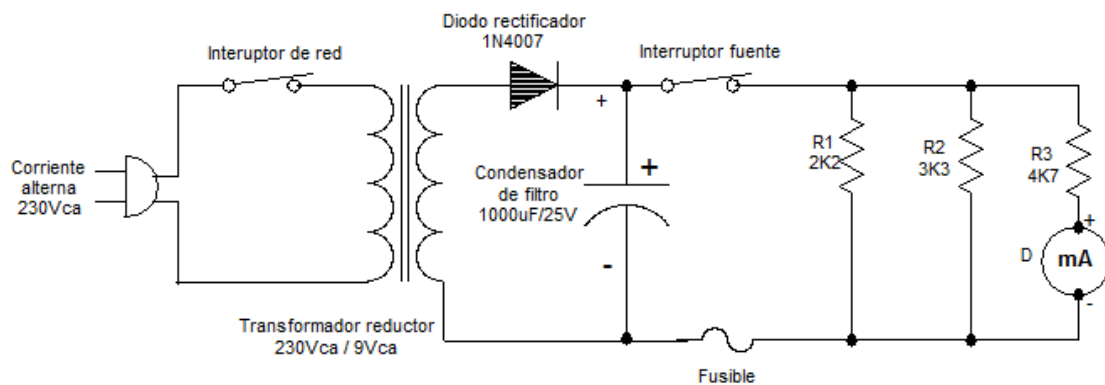 Diodo rectificador
1N4007
Interuptor de red
Interruptor fuente
+
Corriente
alterna
230Vca
Condensador
de filtro
1000uF/25V
+
-
R1
2K2
R2
3K3
R3
4K7
+
D
mA
-
Transformador reductor
230Vca / 9Vca
Fusible